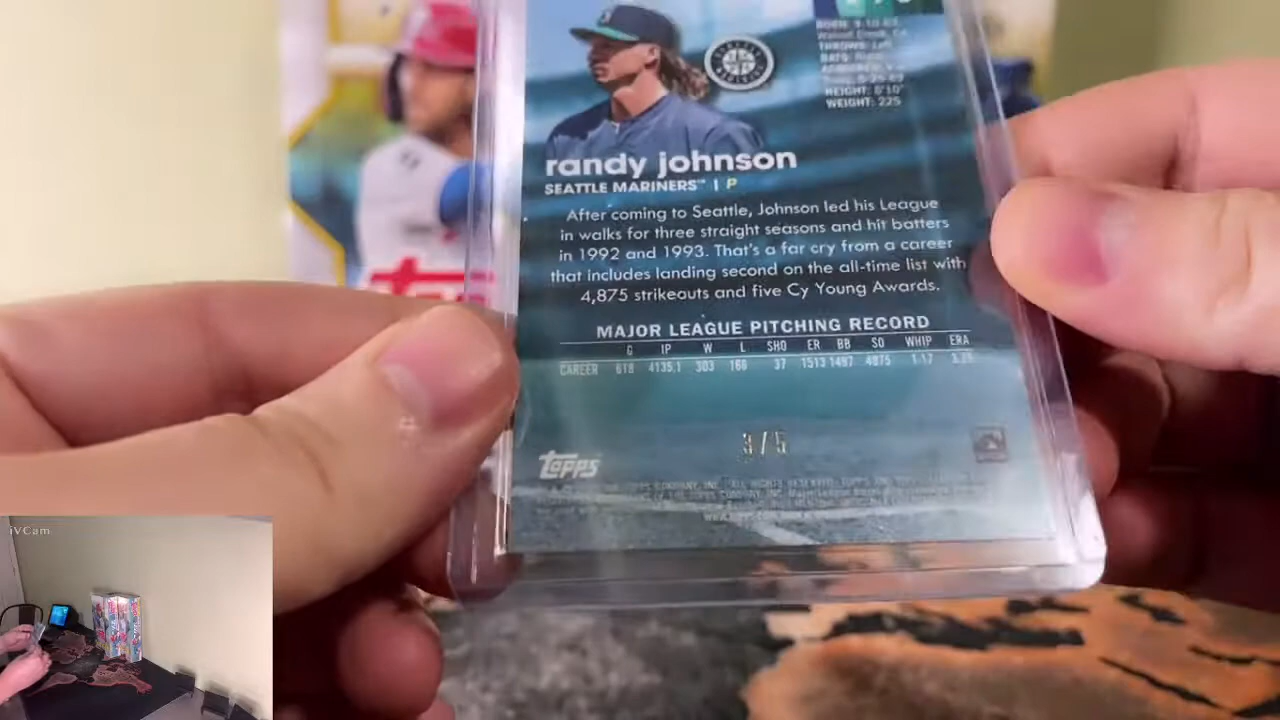 HEIGHT: 6'10"
WEIGHT: 225
randy johnson
SEATTLE MARINERS™ | P
After coming to Seattle, Johnson led his League
in walks for three straight seasons and hit batters
in 1992 and 1993. That's a far cry from a career
that includes landing second on the all-time list with
4,875 strikeouts and five Cy Young Awards.
MAJOR LEAGUE PITCHING RECORD
G IP W L SHO ER BB SO WHIP ERA
CAREER 618 4135.1 303 166 37 1513 1497 4875 1.17
3/5
topps
iVCam